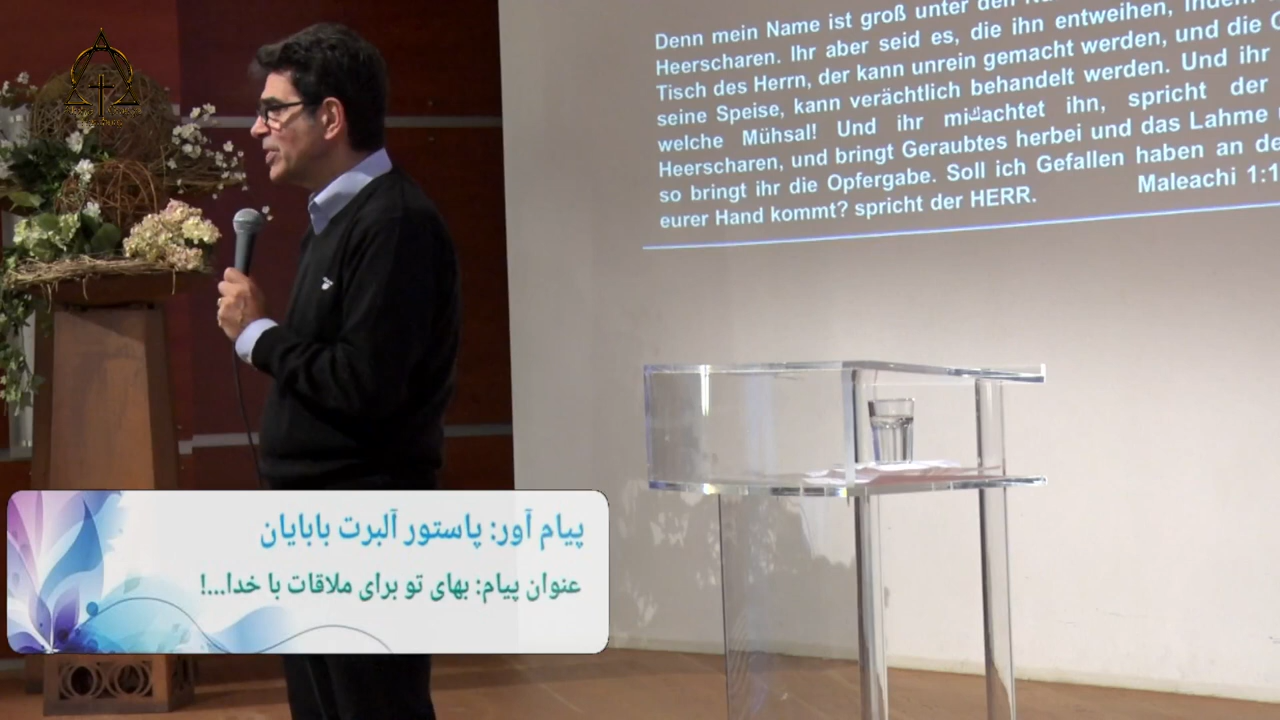 Denn mein Name ist groß unter den
Heerscharen. Ihr aber seid es, die ihn entweihen, indem
Tisch des Herrn, der kann unrein gemacht werden, und die
seine Speise, kann verächtlich behandelt werden. Und ihr
welche Mühsal! Und ihr mißachtet ihn, spricht der
Heerscharen, und bringt Geraubtes herbei und das Lahme
so bringt ihr die Opfergabe. Soll ich Gefallen haben an
eurer Hand kommt? spricht der HERR. Maleachi 1:1
پیام آور: پاستور آلبرت بابایان
عنوان پیام: بهای تو برای ملاقات با خدا...!